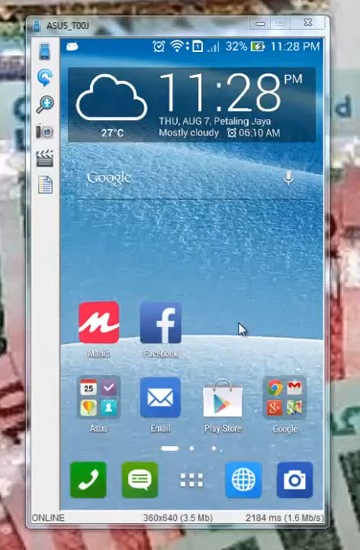 ASUS_T00J
32% 11:28 PM
11:28 PM
THU, AUG 7, Petaling Jaya
27°C Mostly cloudy 06:10 AM
Google
Facebook
25
Asus Email Play Store Google
ONLINE 360x640 (3.5 Mb) 2184 ms (1.6 Mb/s)